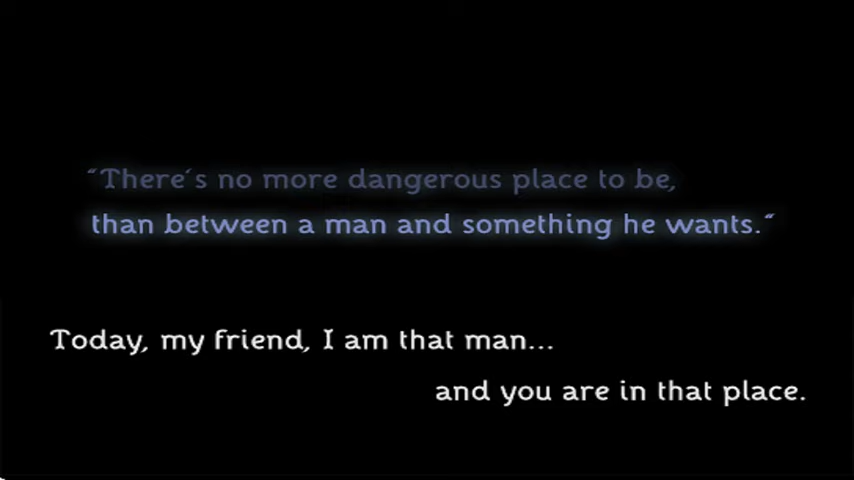 “There's no more dangerous place to be,
than between a man and something he wants.“
Today, my friend, I am that man...
and you are in that place.